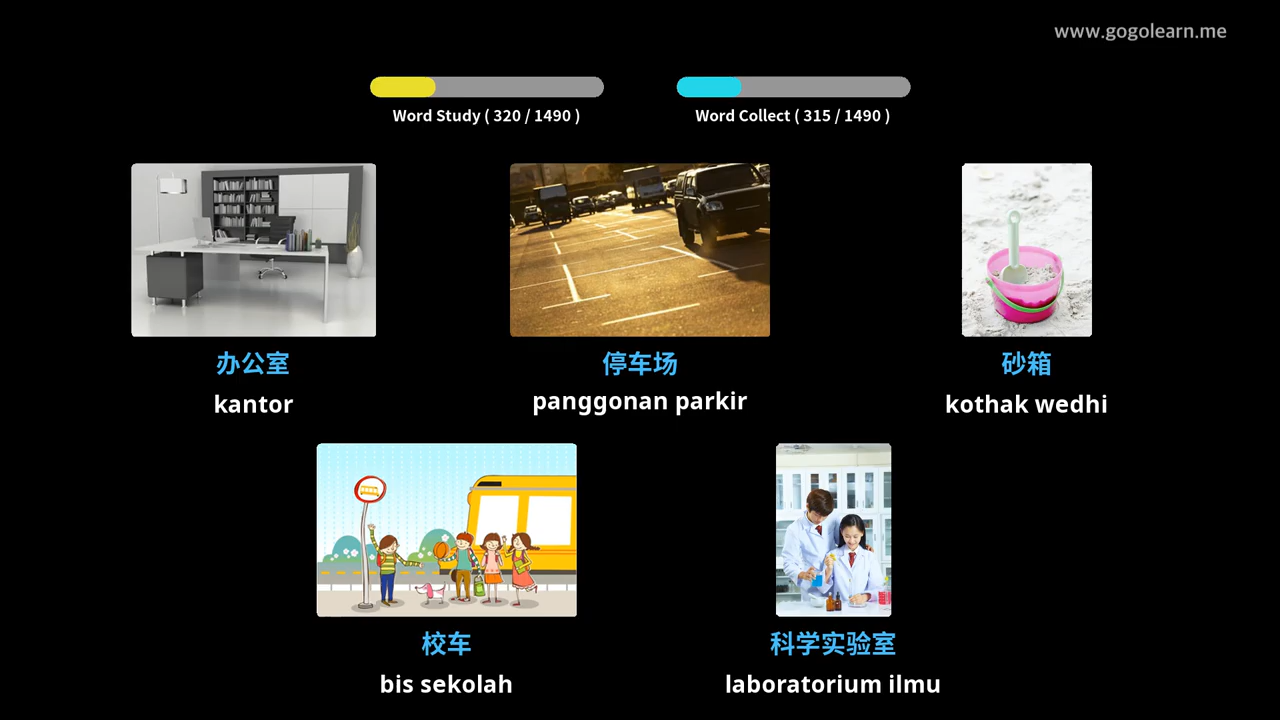 www.gogolearn.me
Word Study ( 320 / 1490 )
Word Collect ( 315 / 1490 )
办公室
kantor
停车场
panggonan parkir
砂箱
kothak wedhi
校车
bis sekolah
科学实验室
laboratorium ilmu